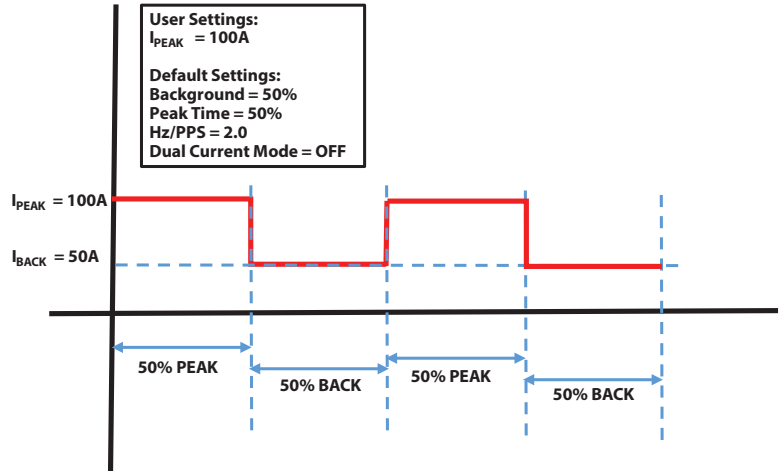 User Settings:
IPEAK = 100A
Default Settings:
Background = 50%
Peak Time = 50%
Hz/PPS = 2.0
Dual Current Mode = OFF
IPEAK = 100A
IBACK = 50A
50% PEAK
50% BACK
50% PEAK
50% BACK